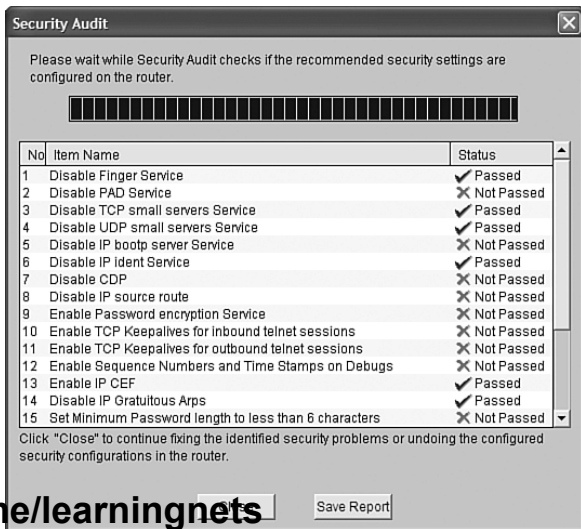 Security Audit
Please wait while Security Audit checks if the recommended security settings are
configured on the router.
No Item Name Status
1 Disable Finger Service Passed
2 Disable PAD Service Not Passed
3 Disable TCP small servers Service Passed
4 Disable UDP small servers Service Passed
5 Disable IP bootp server Service Not Passed
6 Disable IP ident Service Passed
7 Disable CDP Not Passed
8 Disable IP source route Not Passed
9 Enable Password encryption Service Not Passed
10 Enable TCP Keepalives for inbound telnet sessions Not Passed
11 Enable TCP Keepalives for outbound telnet sessions Not Passed
12 Enable Sequence Numbers and Time Stamps on Debugs Not Passed
13 Enable IP CEF Passed
14 Disable IP Gratuitous Arps Passed
15 Set Minimum Password length to less than 6 characters Not Passed
Click "Close" to continue fixing the identified security problems or undoing the configured
security configurations in the router.
ne/learningnets
Save Report